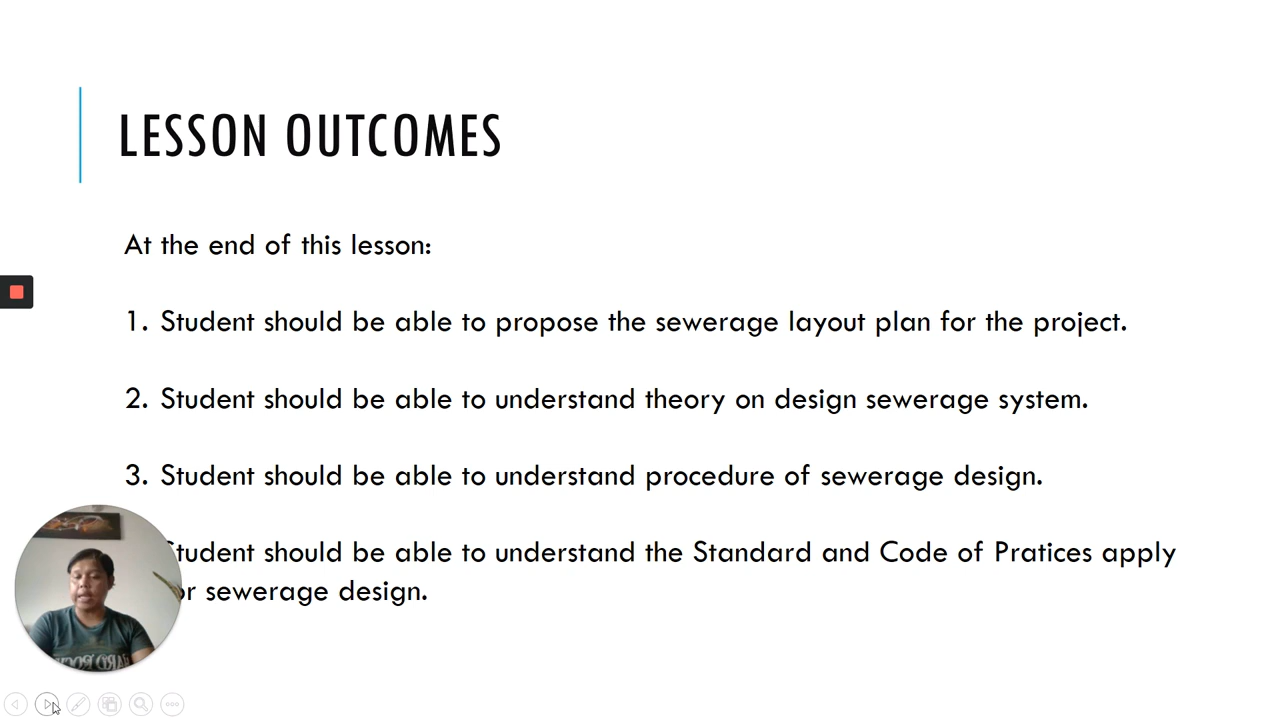 LESSON OUTCOMES
At the end of this lesson:
1. Student should be able to propose the sewerage layout plan for the project.
2. Student should be able to understand theory on design sewerage system.
3. Student should be able to understand procedure of sewerage design.
Student should be able to understand the Standard and Code of Pratices apply
sewerage design.